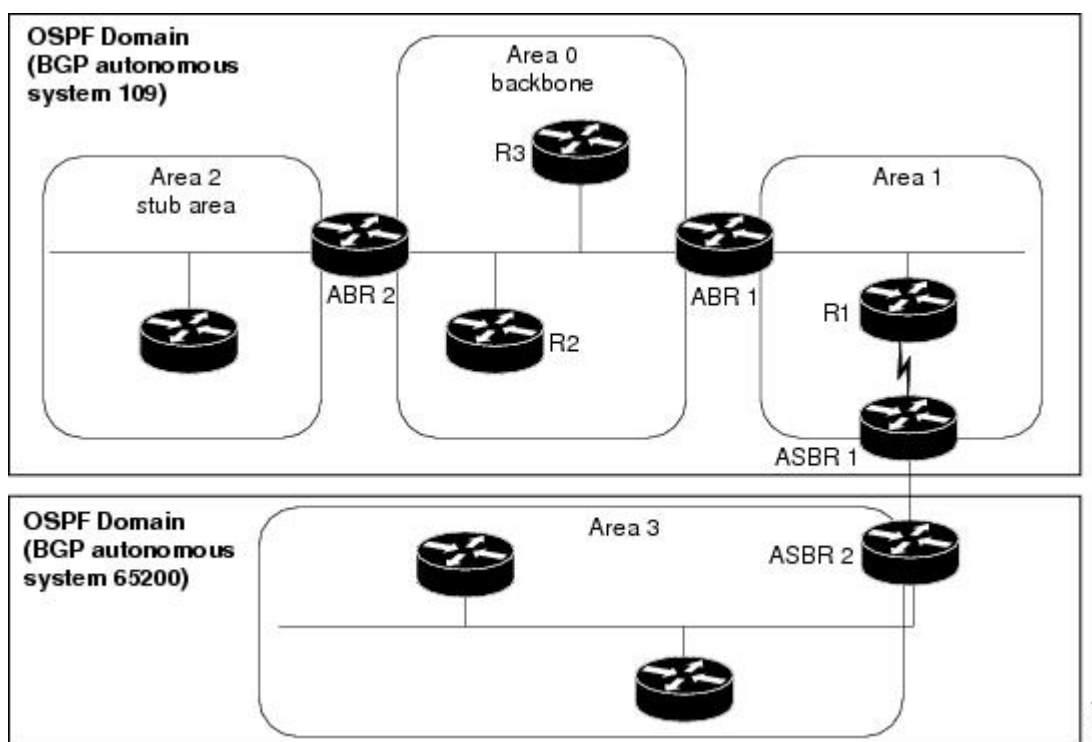 OSPF Domain
(BGP autonomous
system 109)
Area 0
backbone
R3
Area 2
stub area
Area 1
ABR 2
ABR 1
R1
R2
ASBR 1
OSPF Domain
(BGP autonomous
system 65200)
Area 3
ASBR 2